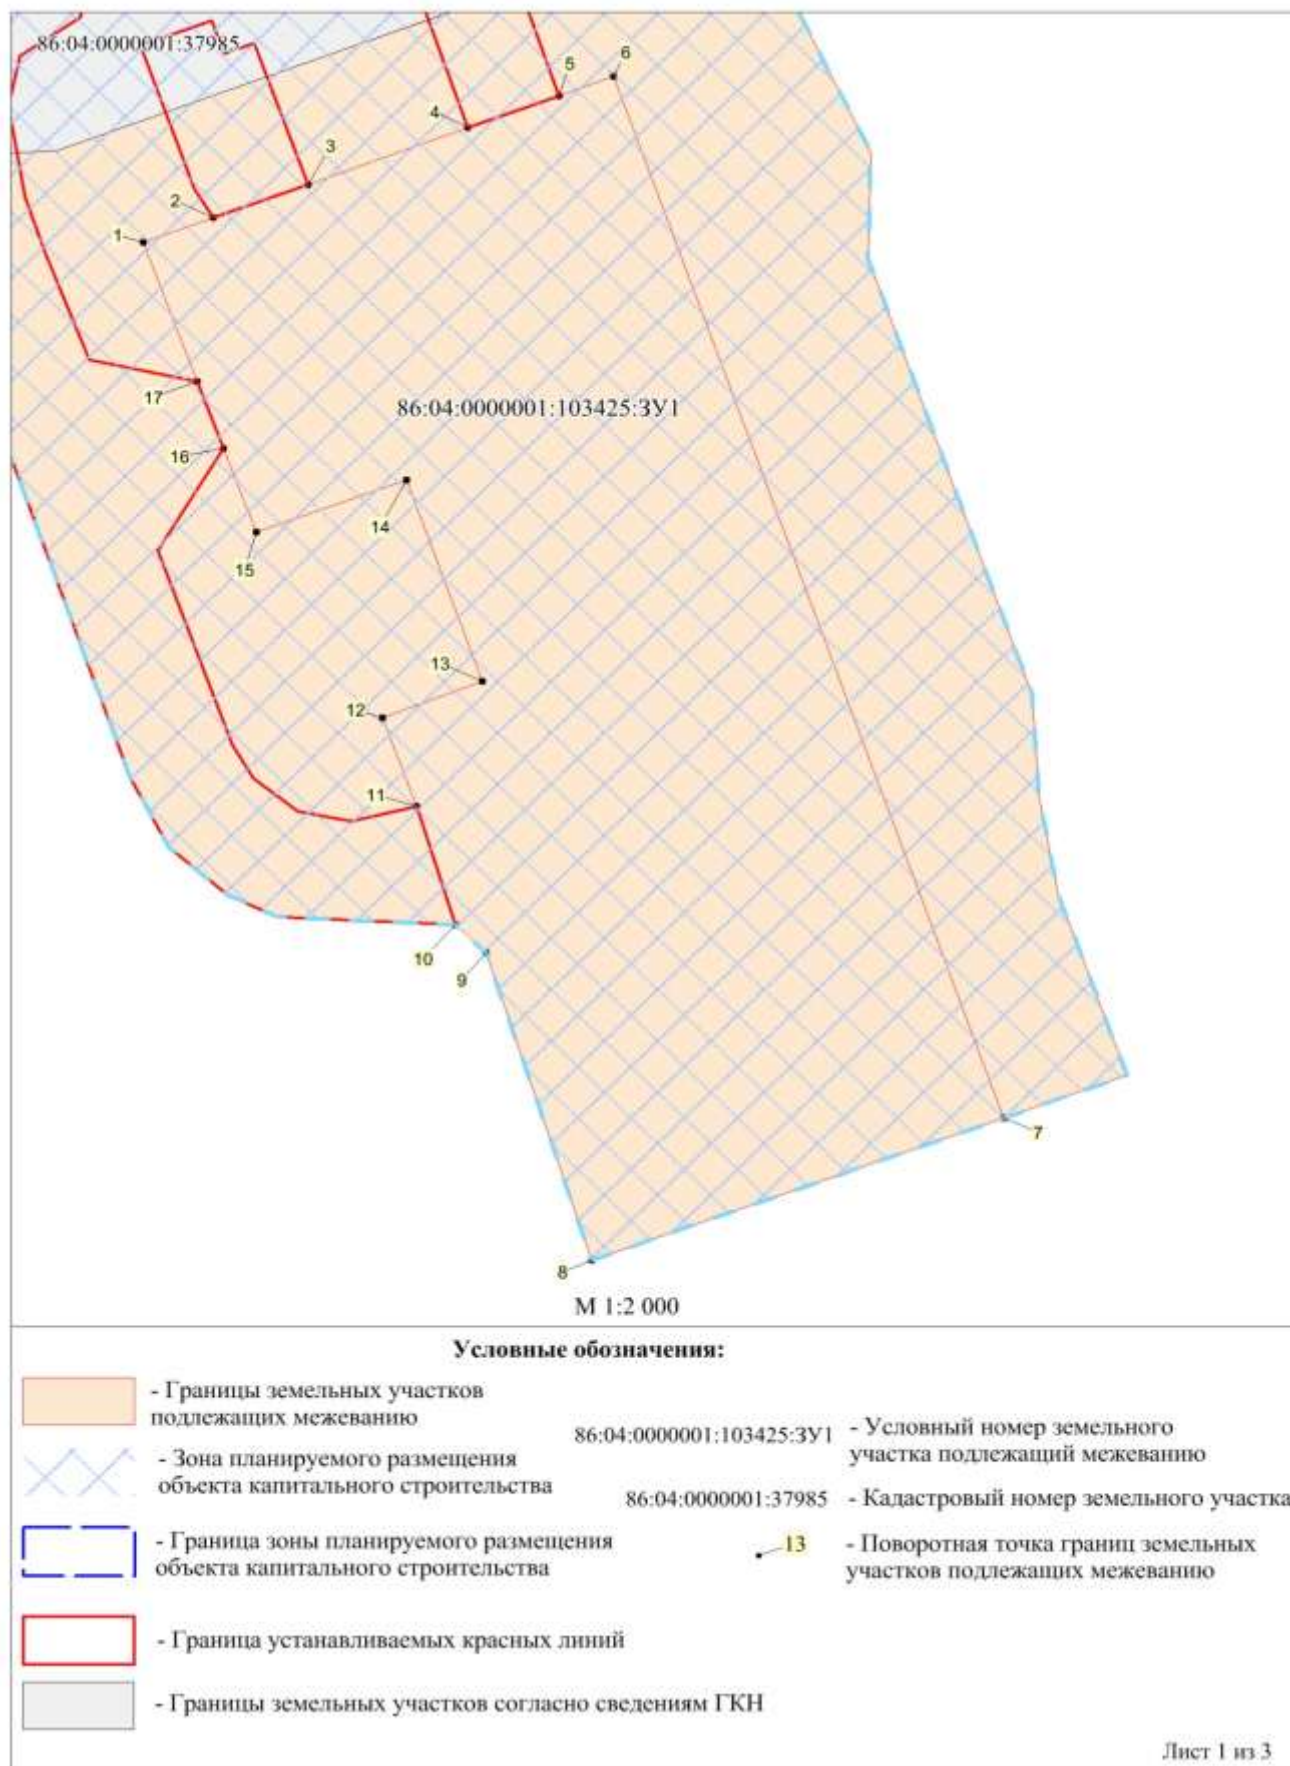 86:04:0000001:37985
6
5
4
3
2
1
17
86:04:0000001:103425:ЗУ1
16
14
15
13
12
11
10
9
7
8
М 1:2 000
Условные обозначения:
- Границы земельных участков
подлежащих межеванию
- Зона планируемого размещения
объекта капитального строительства
- Граница зоны планируемого размещения
объекта капитального строительства
- Граница устанавливаемых красных линий
- Границы земельных участков согласно сведениям ГКН
86:04:0000001:103425:ЗУ1 - Условный номер земельного
участка подлежащий межеванию
86:04:0000001:37985 - Кадастровый номер земельного участка
13 - Поворотная точка границ земельных
участков подлежащих межеванию
Лист 1 из 3